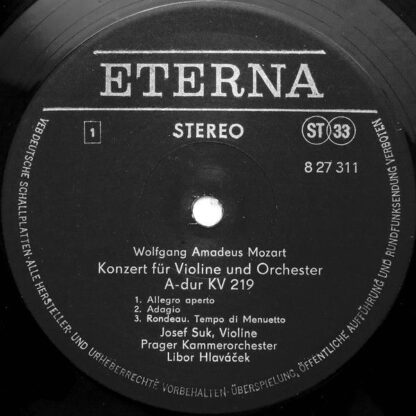 ETERNA
1
STEREO
ST 33
8 27 311
Wolfgang Amadeus Mozart
Konzert für Violine und Orchester
A-dur KV 219
1. Allegro aperto
2. Adagio
3. Rondeau. Tempo di Menuetto
Josef Suk, Violine
Prager Kammerorchester
Libor Hlaváček
VEB DEUTSCHE SCHALLPLATTEN · ALLE HERSTELLER- UND URHEBERRECHTE VORBEHALTEN · ÜBERSPIELUNG, ÖFFENTLICHE AUFFÜHRUNG UND RUNDFUNKSENDUNG VERBOTEN